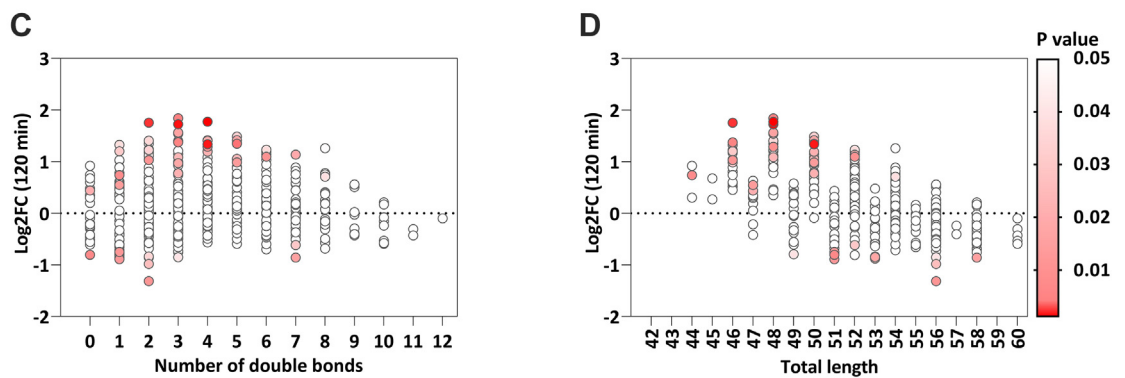 C
3
2
1
0
-1
-2
Log2FC (120 min)
0 1 2 3 4 5 6 7 8 9 10 11 12
Number of double bonds
D
3
2
1
0
-1
-2
Log2FC (120 min)
42 43 44 45 46 47 48 49 50 51 52 53 54 55 56 57 58 59 60
Total length
P value
0.05
0.04
0.03
0.02
0.01